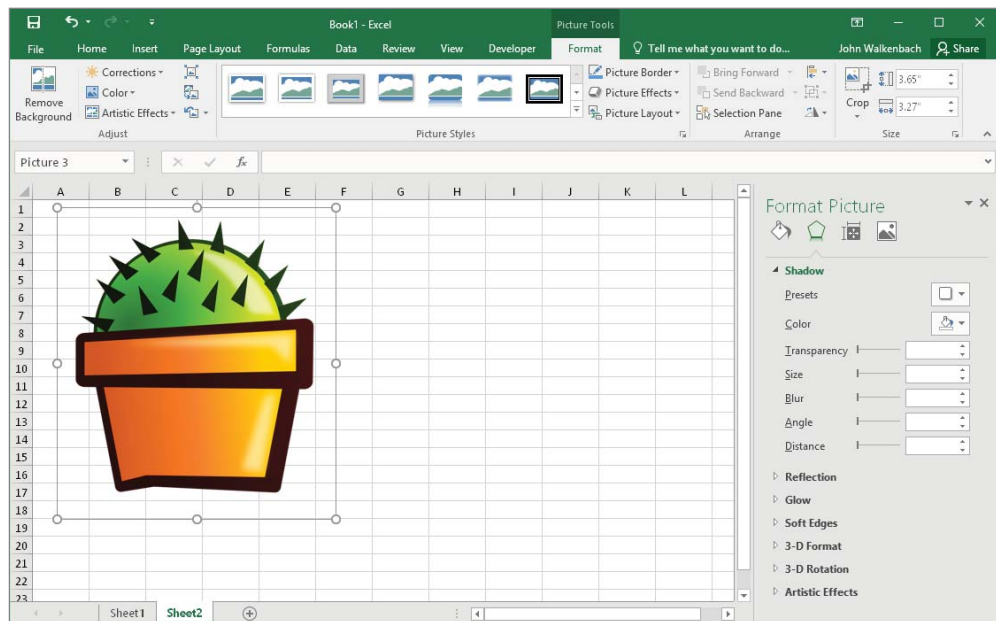 Book1 - Excel
Picture Tools
File Home Insert Page Layout Formulas Data Review View Developer Format Tell me what you want to do... John Walkenbach Share
Corrections
Color
Artistic Effects
Remove Background
Picture Border
Picture Effects
Picture Layout
Bring Forward
Send Backward
Selection Pane
Crop
3.65"
3.27"
Adjust Picture Styles Arrange Size
Picture 3 fx
A B C D E F G H I J K L
1
2
3
4
5
6
7
8
9
10
11
12
13
14
15
16
17
18
19
20
21
22
23
Format Picture
Shadow
Presets
Color
Transparency
Size
Blur
Angle
Distance
Reflection
Glow
Soft Edges
3-D Format
3-D Rotation
Artistic Effects
Sheet1 Sheet2